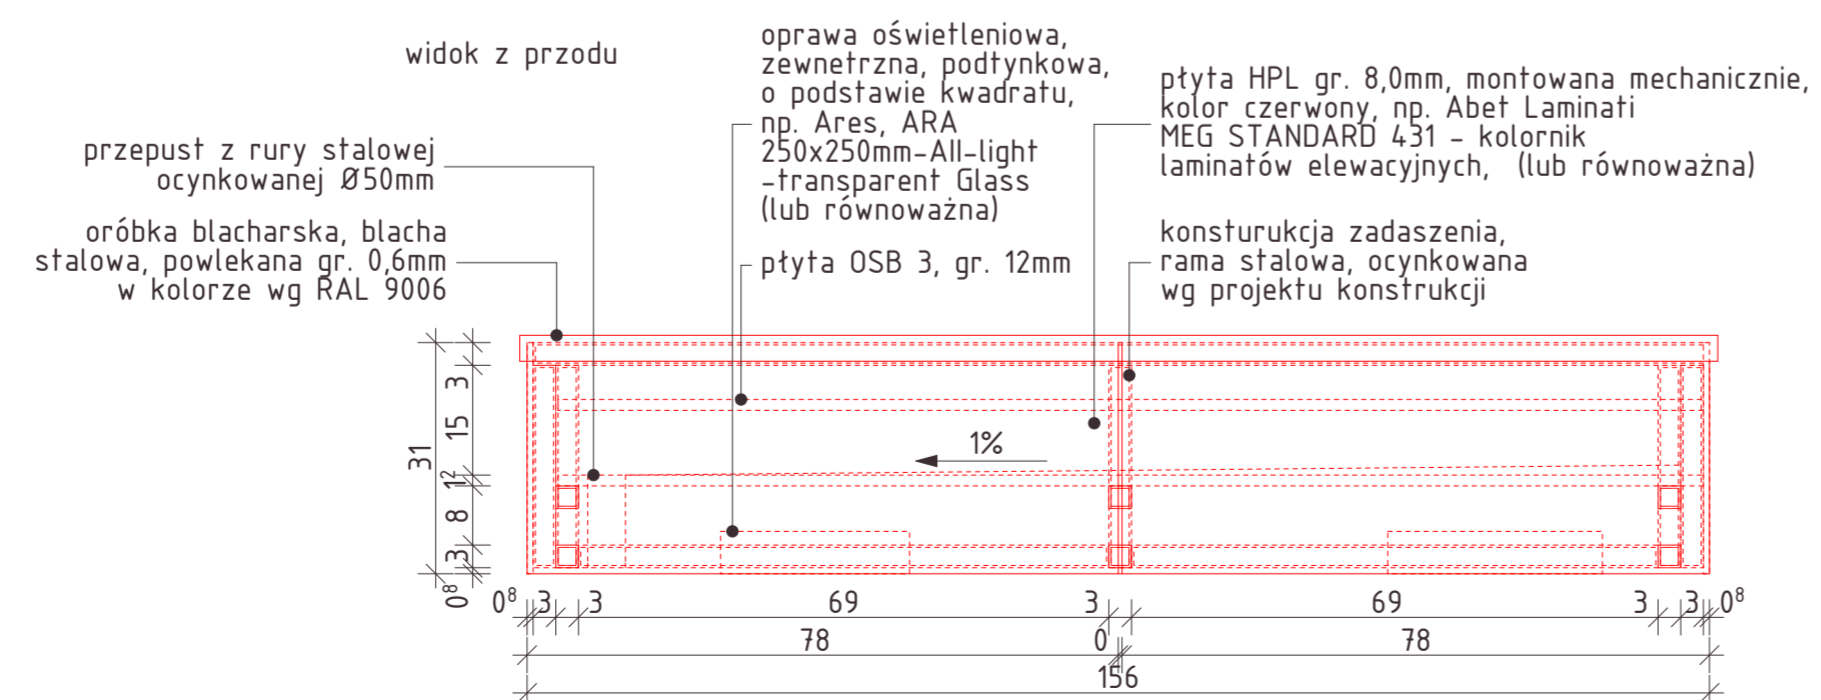 widok z przodu
przepust z rury stalowej
ocynkowanej Ø50mm
oróbka blacharska, blacha
stalowa, powlekana gr. 0,6mm
w kolorze wg RAL 9006
oprawa oświetleniowa,
zewnetrzna, podtynkowa,
o podstawie kwadratu,
np. Ares, ARA
250x250mm-All-light
-transparent Glass
(lub równoważna)
płyta OSB 3, gr. 12mm
płyta HPL gr. 8,0mm, montowana mechanicznie,
kolor czerwony, np. Abet Laminati
MEG STANDARD 431 - kolornik
laminatów elewacyjnych, (lub równoważna)
konsturukcja zadaszenia,
rama stalowa, ocynkowana
wg projektu konstrukcji
1%
31
3
15
1²
8
3
0⁸
0⁸ 3 3 69 3 69 3 3 0⁸
78 0 78
156